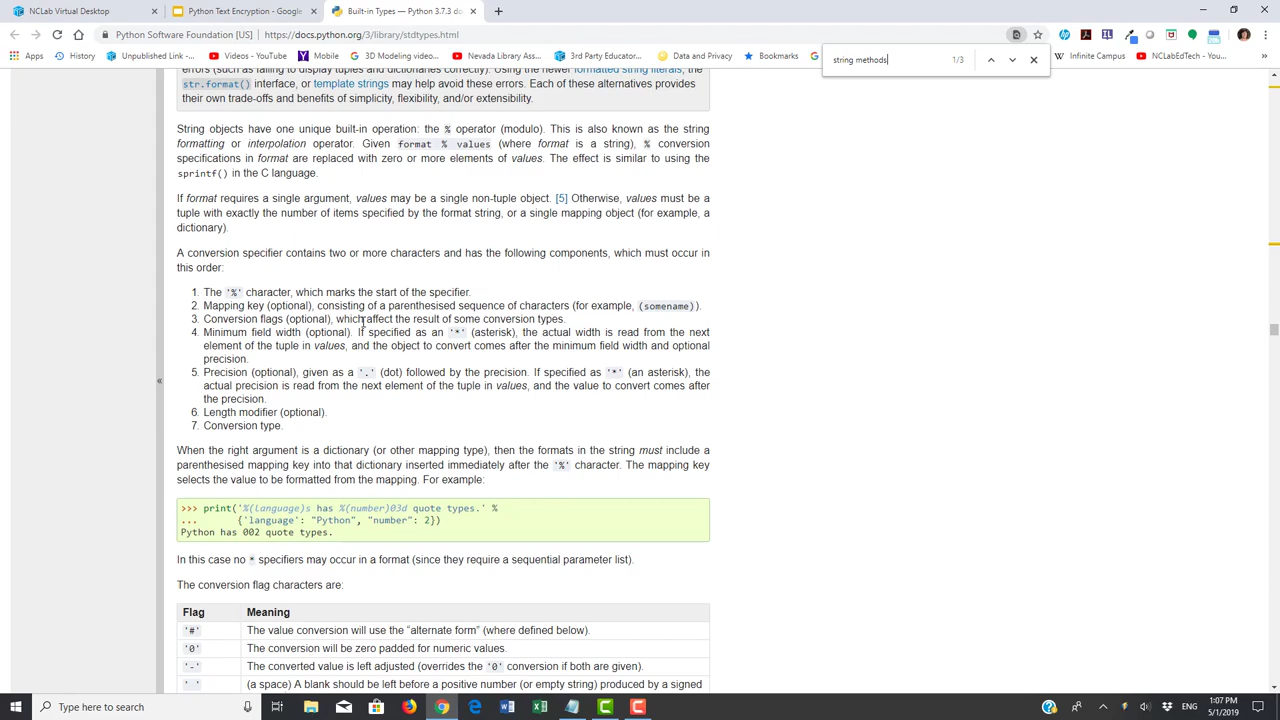 NCLab Virtual Desktop
Python Text Encryption - Google
Built-in Types — Python 3.7.3 do
Python Software Foundation [US] | https://docs.python.org/3/library/stdtypes.html
Apps History Unpublished Link -... Videos - YouTube Mobile 3D Modeling video... Nevada Library Ass... 3rd Party Educator... Data and Privacy Bookmarks Infinite Campus NCLabEdTech - You...
string methods 1/3
errors (such as failing to display tuples and dictionaries correctly). Using the newer formatted string literals, the
str.format() interface, or template strings may help avoid these errors. Each of these alternatives provides
their own trade-offs and benefits of simplicity, flexibility, and/or extensibility.
String objects have one unique built-in operation: the % operator (modulo). This is also known as the string
formatting or interpolation operator. Given format % values (where format is a string), % conversion
specifications in format are replaced with zero or more elements of values. The effect is similar to using the
sprintf() in the C language.
If format requires a single argument, values may be a single non-tuple object. [5] Otherwise, values must be a
tuple with exactly the number of items specified by the format string, or a single mapping object (for example, a
dictionary).
A conversion specifier contains two or more characters and has the following components, which must occur in
this order:
1. The '%' character, which marks the start of the specifier.
2. Mapping key (optional), consisting of a parenthesised sequence of characters (for example, (somename)).
3. Conversion flags (optional), which affect the result of some conversion types.
4. Minimum field width (optional). If specified as an '*' (asterisk), the actual width is read from the next
element of the tuple in values, and the object to convert comes after the minimum field width and optional
precision.
5. Precision (optional), given as a '.' (dot) followed by the precision. If specified as '*' (an asterisk), the
actual precision is read from the next element of the tuple in values, and the value to convert comes after
the precision.
6. Length modifier (optional).
7. Conversion type.
When the right argument is a dictionary (or other mapping type), then the formats in the string must include a
parenthesised mapping key into that dictionary inserted immediately after the '%' character. The mapping key
selects the value to be formatted from the mapping. For example:
>>> print('%(language)s has %(number)03d quote types.' %
... {'language': "Python", "number": 2})
Python has 002 quote types.
In this case no * specifiers may occur in a format (since they require a sequential parameter list).
The conversion flag characters are:
Flag Meaning
'#' The value conversion will use the “alternate form” (where defined below).
'0' The conversion will be zero padded for numeric values.
'-' The converted value is left adjusted (overrides the '0' conversion if both are given).
' ' (a space) A blank should be left before a positive number (or empty string) produced by a signed
Type here to search
ENG
1:07 PM
5/1/2019